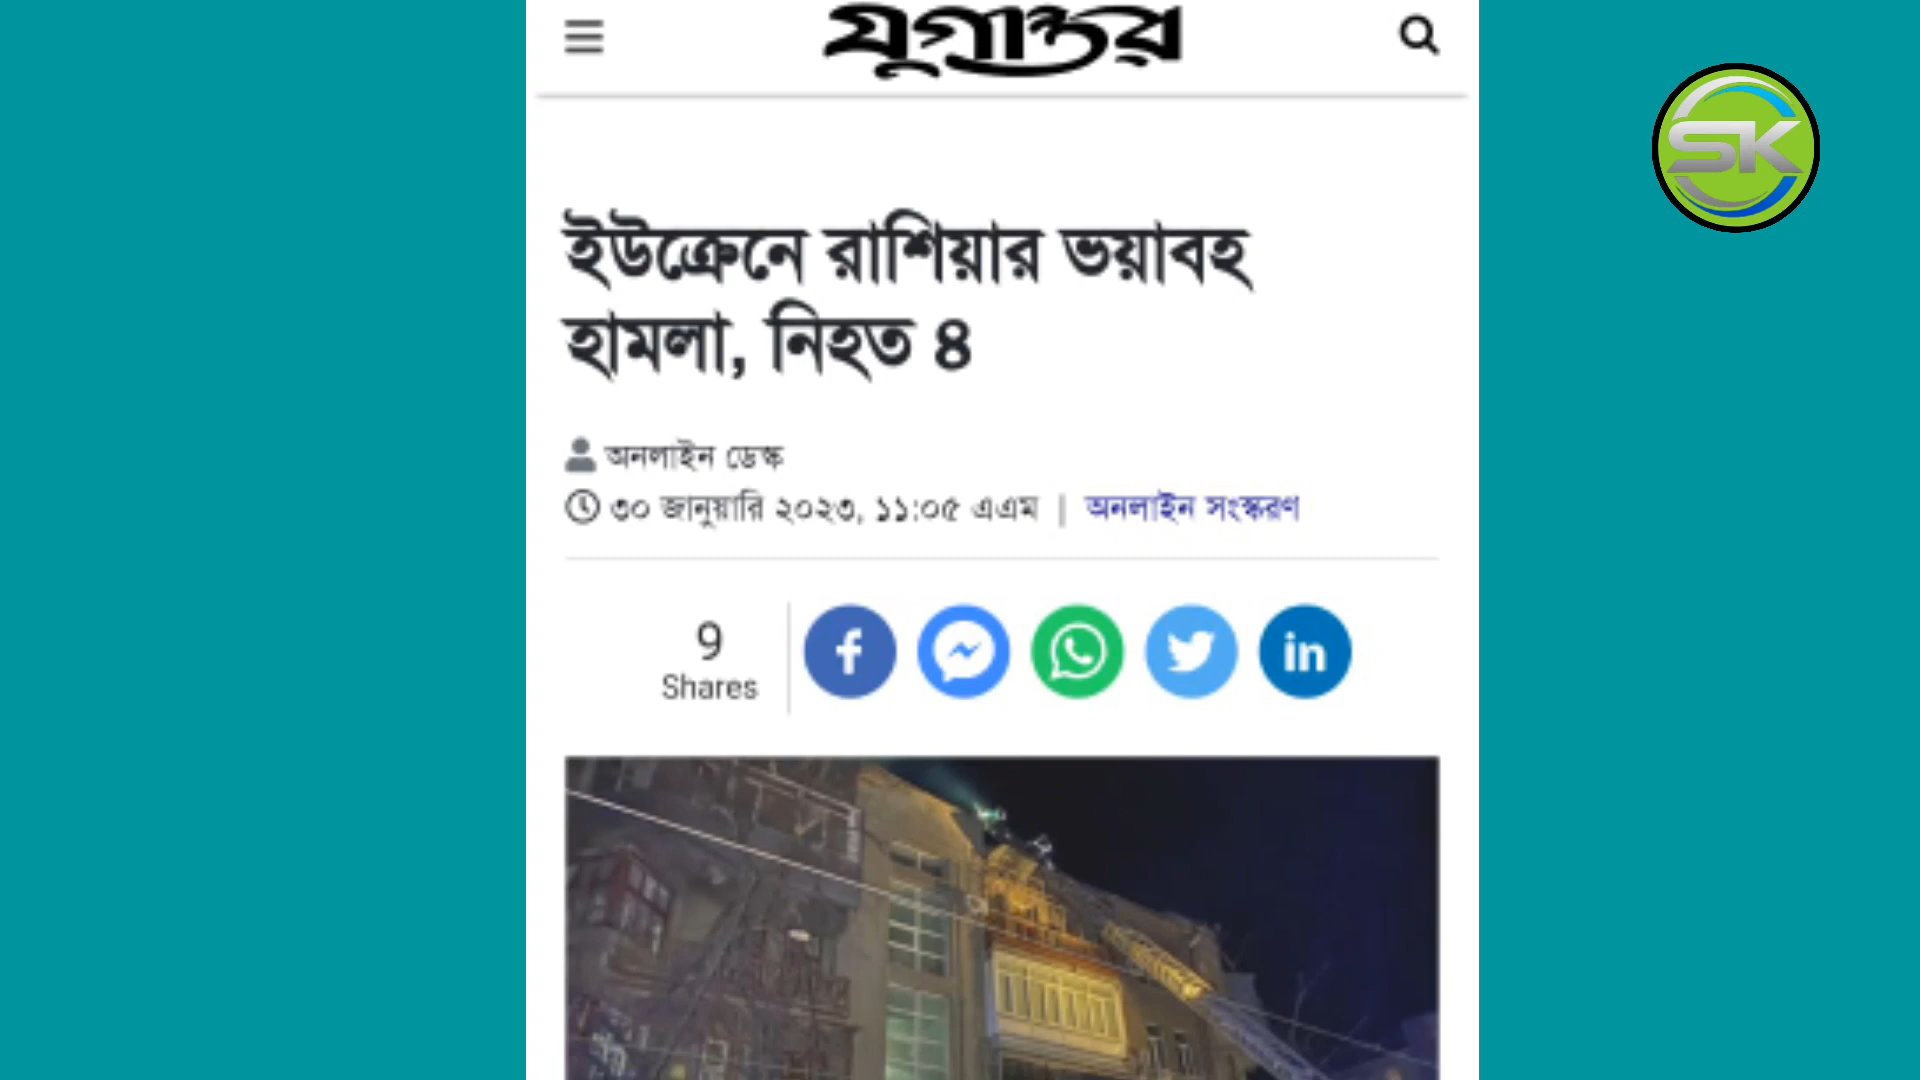 যুগান্তর
SK
ইউক্রেনে রাশিয়ার ভয়াবহ
হামলা, নিহত ৪
অনলাইন ডেস্ক
৩০ জানুয়ারি ২০২৩, ১১:০৫ এএম | অনলাইন সংস্করণ
9
Shares